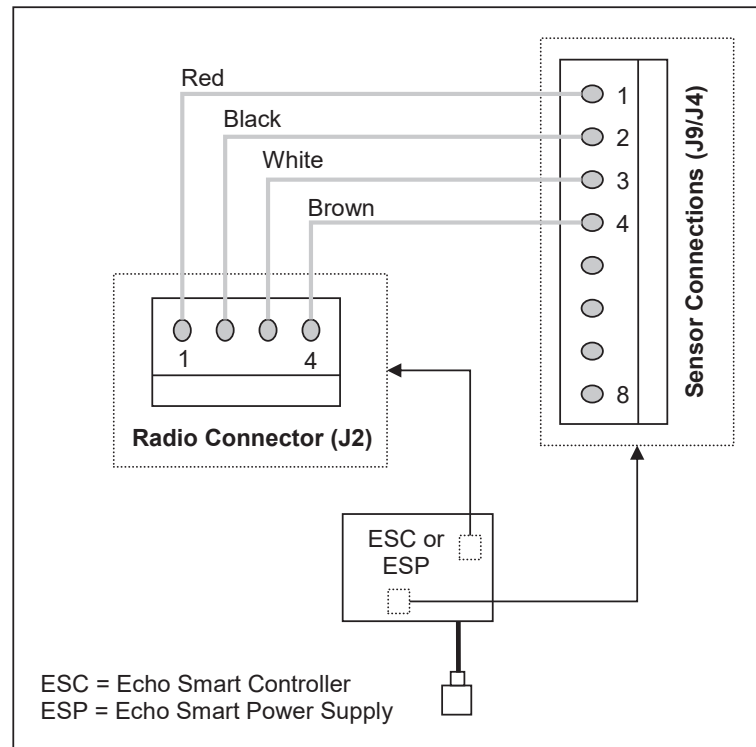 Red
Black
White
Brown
1
2
3
4
8
Sensor Connections (J9/J4)
1 4
Radio Connector (J2)
ESC or
ESP
ESC = Echo Smart Controller
ESP = Echo Smart Power Supply